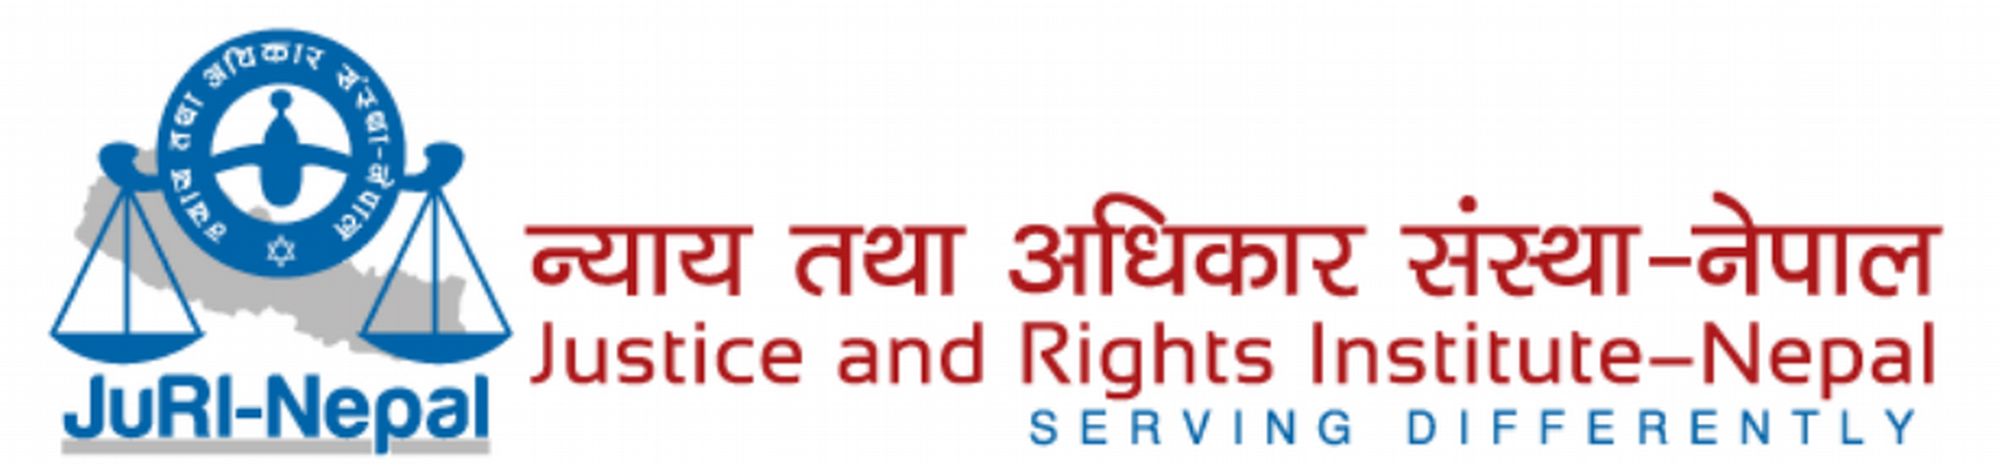 न्याय तथा अधिकार संस्था-नेपाल
JuRI-Nepal
न्याय तथा अधिकार संस्था-नेपाल
Justice and Rights Institute–Nepal
SERVING DIFFERENTLY